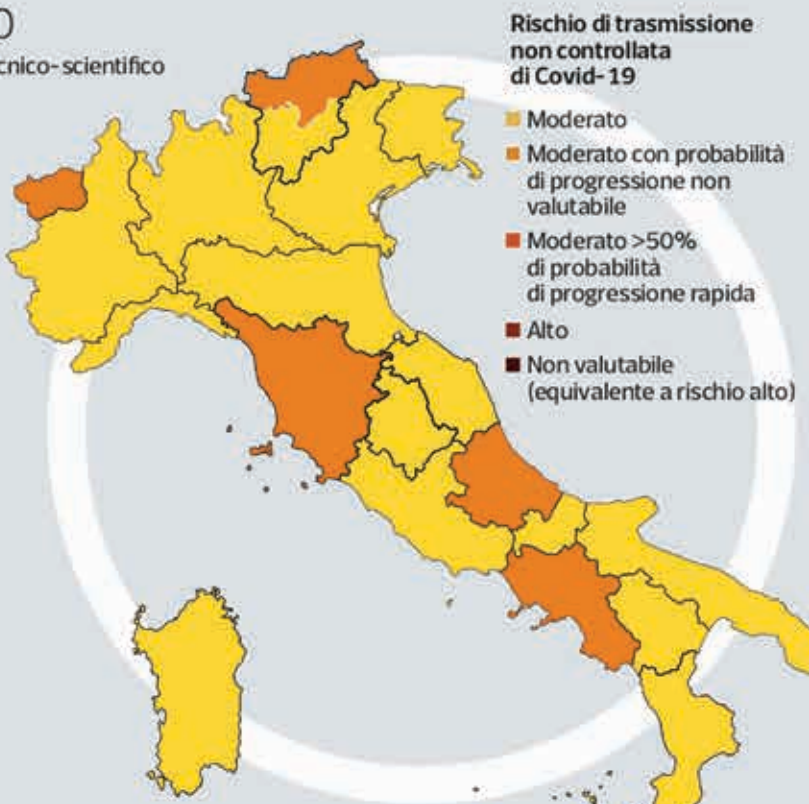 cnico-scientifico
Rischio di trasmissione
non controllata
di Covid-19
Moderato
Moderato con probabilità
di progressione non
valutabile
Moderato >50%
di probabilità
di progressione rapida
Alto
Non valutabile
(equivalente a rischio alto)